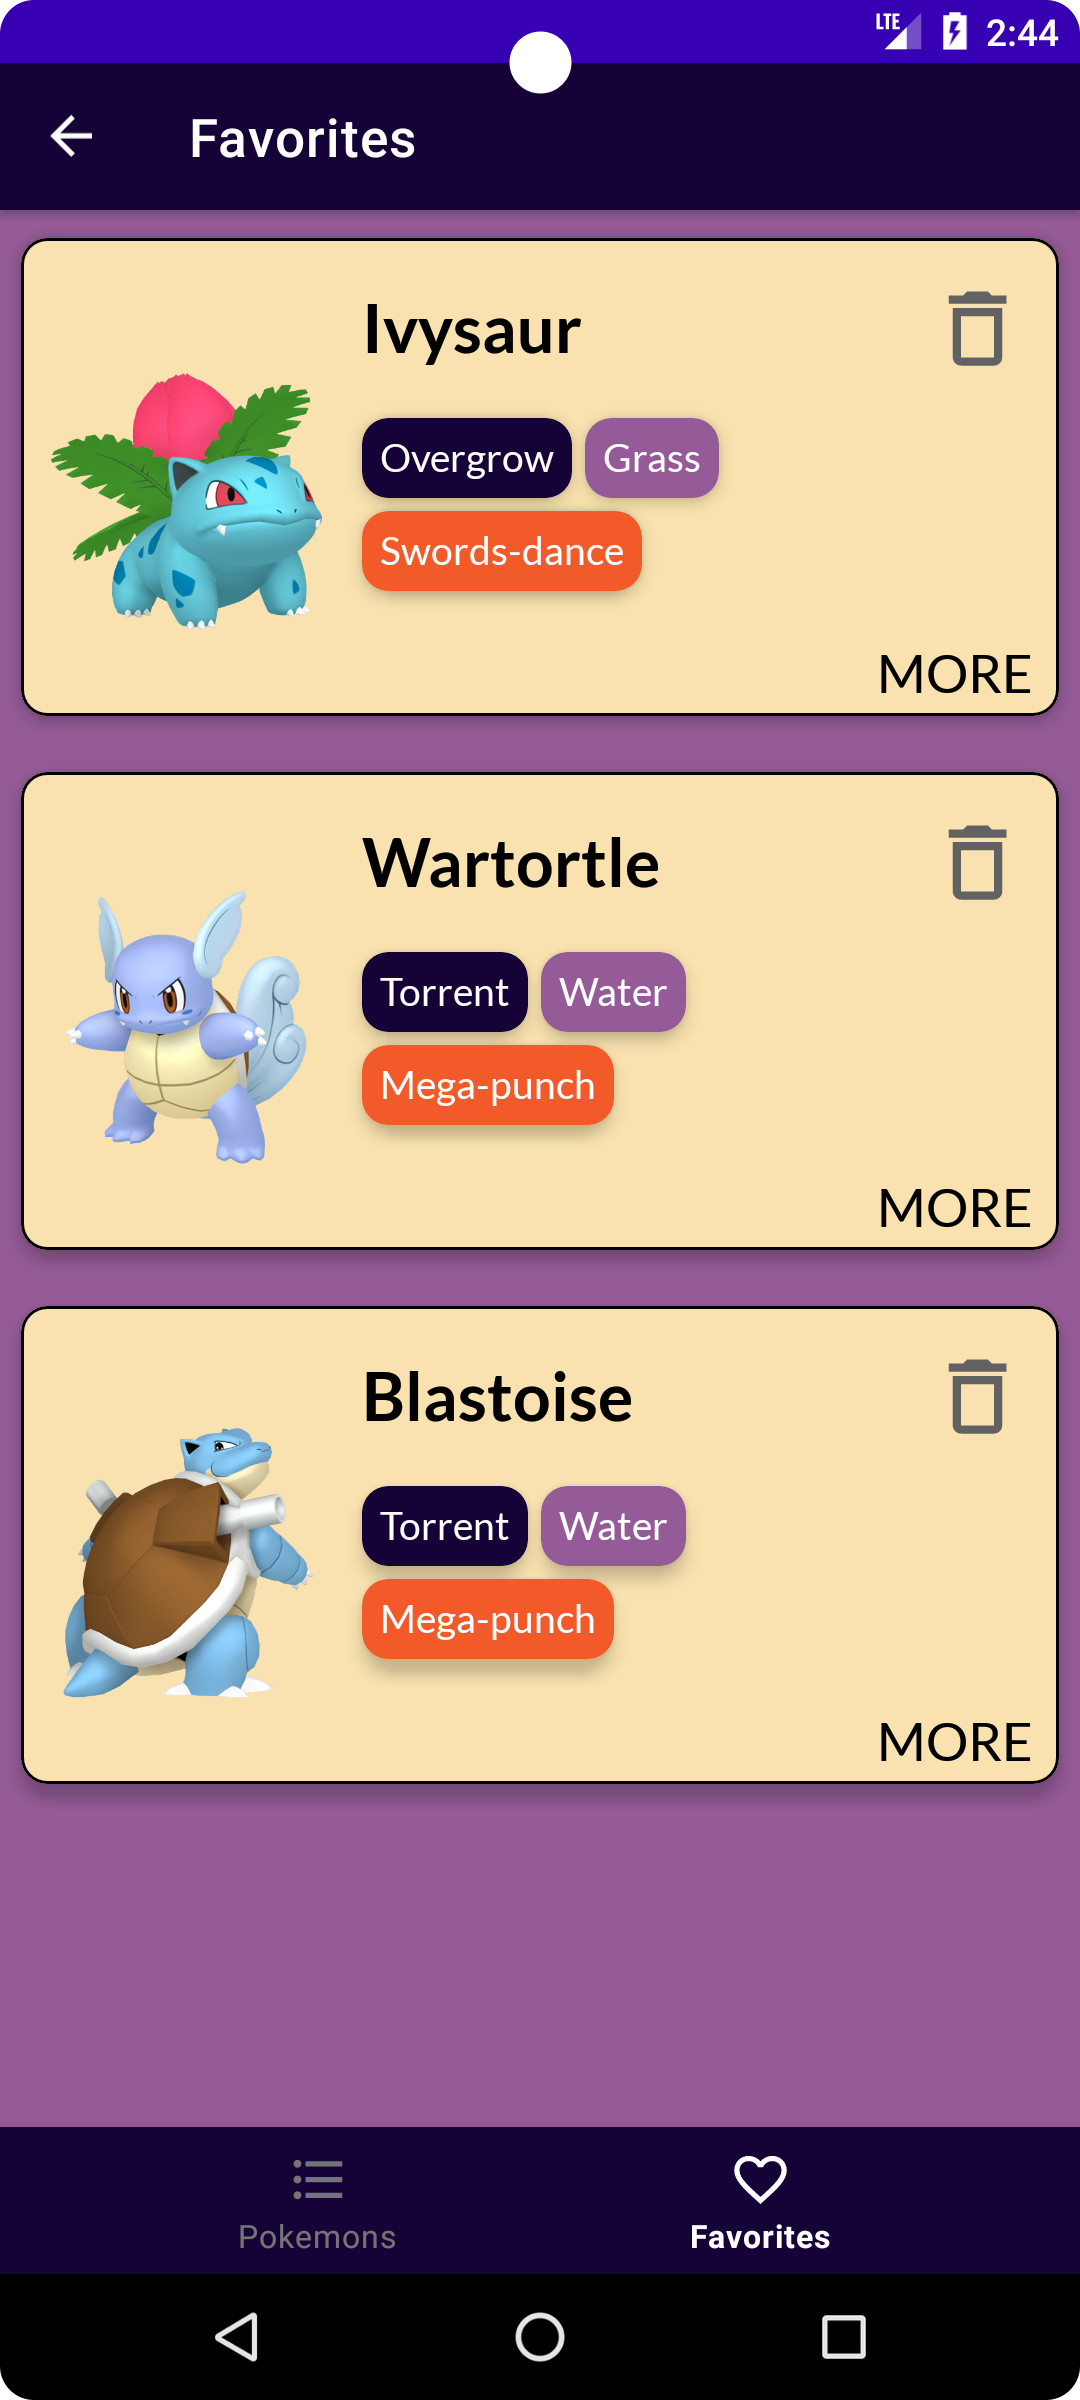 LTE 2:44
Favorites
Ivysaur
Overgrow Grass
Swords-dance
MORE
Wartortle
Torrent Water
Mega-punch
MORE
Blastoise
Torrent Water
Mega-punch
MORE
Pokemons Favorites